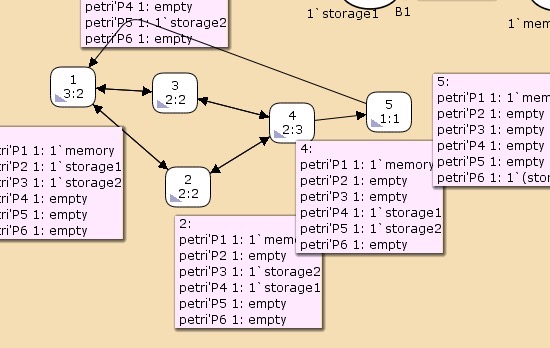 petri'P4 1: empty
petri'P5 1: 1`storage2
petri'P6 1: empty
1`storage1
B1
1`mem
1
3:2
3
2:2
4
2:3
5
1:1
2
2:2
petri'P1 1: 1`memory
petri'P2 1: 1`storage1
petri'P3 1: 1`storage2
petri'P4 1: empty
petri'P5 1: empty
petri'P6 1: empty
2:
petri'P1 1: 1`mem
petri'P2 1: empty
petri'P3 1: 1`storage2
petri'P4 1: 1`storage1
petri'P5 1: empty
petri'P6 1: empty
4:
petri'P1 1: 1`memory
petri'P2 1: empty
petri'P3 1: empty
petri'P4 1: 1`storage1
petri'P5 1: 1`storage2
petri'P6 1: empty
5:
petri'P1 1: 1`mem
petri'P2 1: empty
petri'P3 1: empty
petri'P4 1: empty
petri'P5 1: empty
petri'P6 1: 1`(stor